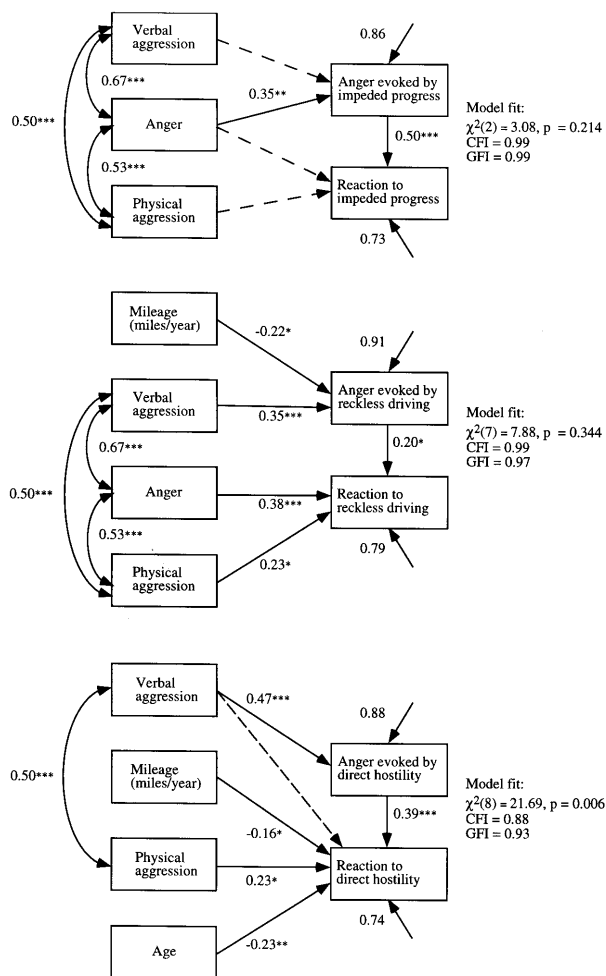 Verbal
aggression
0.86
0.67***
0.35**
Anger evoked by
impeded progress
Model fit:
0.50***
Anger
0.50***
χ²(2) = 3.08, p = 0.214
CFI = 0.99
GFI = 0.99
0.53***
Physical
aggression
Reaction to
impeded progress
0.73
Mileage
(miles/year)
-0.22*
0.91
Verbal
aggression
0.35***
Anger evoked by
reckless driving
Model fit:
χ²(7) = 7.88, p = 0.344
CFI = 0.99
GFI = 0.97
0.67***
0.20*
0.50***
Anger
0.38***
Reaction to
reckless driving
0.53***
Physical
aggression
0.23*
0.79
Verbal
aggression
0.47***
0.88
0.50***
Mileage
(miles/year)
Anger evoked by
direct hostility
Model fit:
χ²(8) = 21.69, p = 0.006
CFI = 0.88
GFI = 0.93
-0.16*
0.39***
Physical
aggression
0.23*
Reaction to
direct hostility
-0.23**
0.74
Age